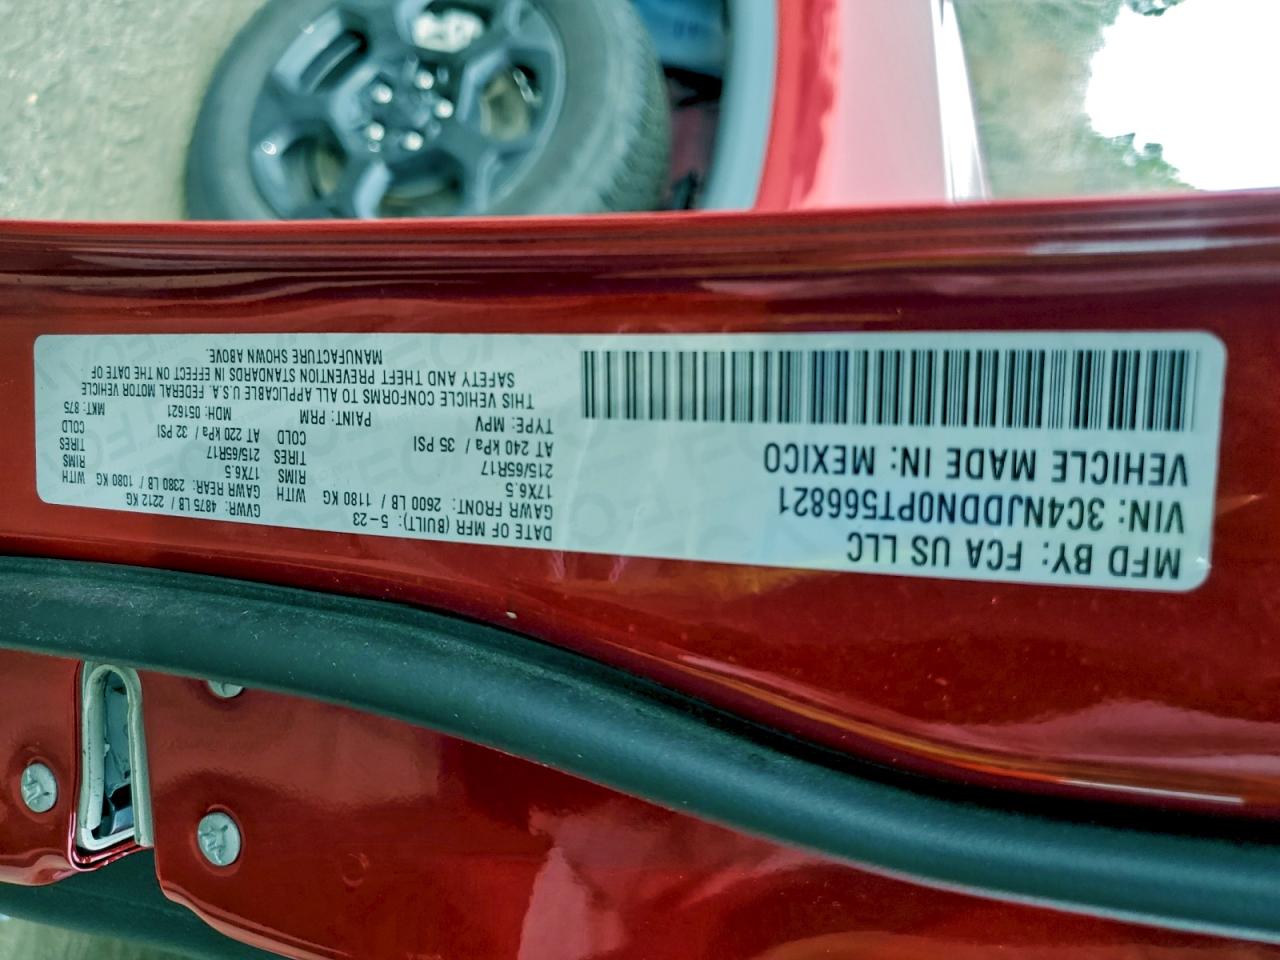 MFD BY: FCA US LLC
VIN: 3C4NJDDN0PT566821
VEHICLE MADE IN: MEXICO
DATE OF MFR (BUILT): 5-23 GVWR: 4875 LB / 2212 KG
GAWR FRONT: 2600 LB / 1180 KG WITH GAWR REAR: 2380 LB / 1080 KG WITH
17X6.5 RIMS 17X6.5 RIMS
215/65R17 TIRES 215/65R17 TIRES
AT 240 kPa / 35 PSI COLD AT 220 kPa / 32 PSI COLD
TYPE: MPV PAINT: PRM MDH: 051621 MKT: 875
THIS VEHICLE CONFORMS TO ALL APPLICABLE U.S.A. FEDERAL MOTOR VEHICLE
SAFETY AND THEFT PREVENTION STANDARDS IN EFFECT ON THE DATE OF
MANUFACTURE SHOWN ABOVE.